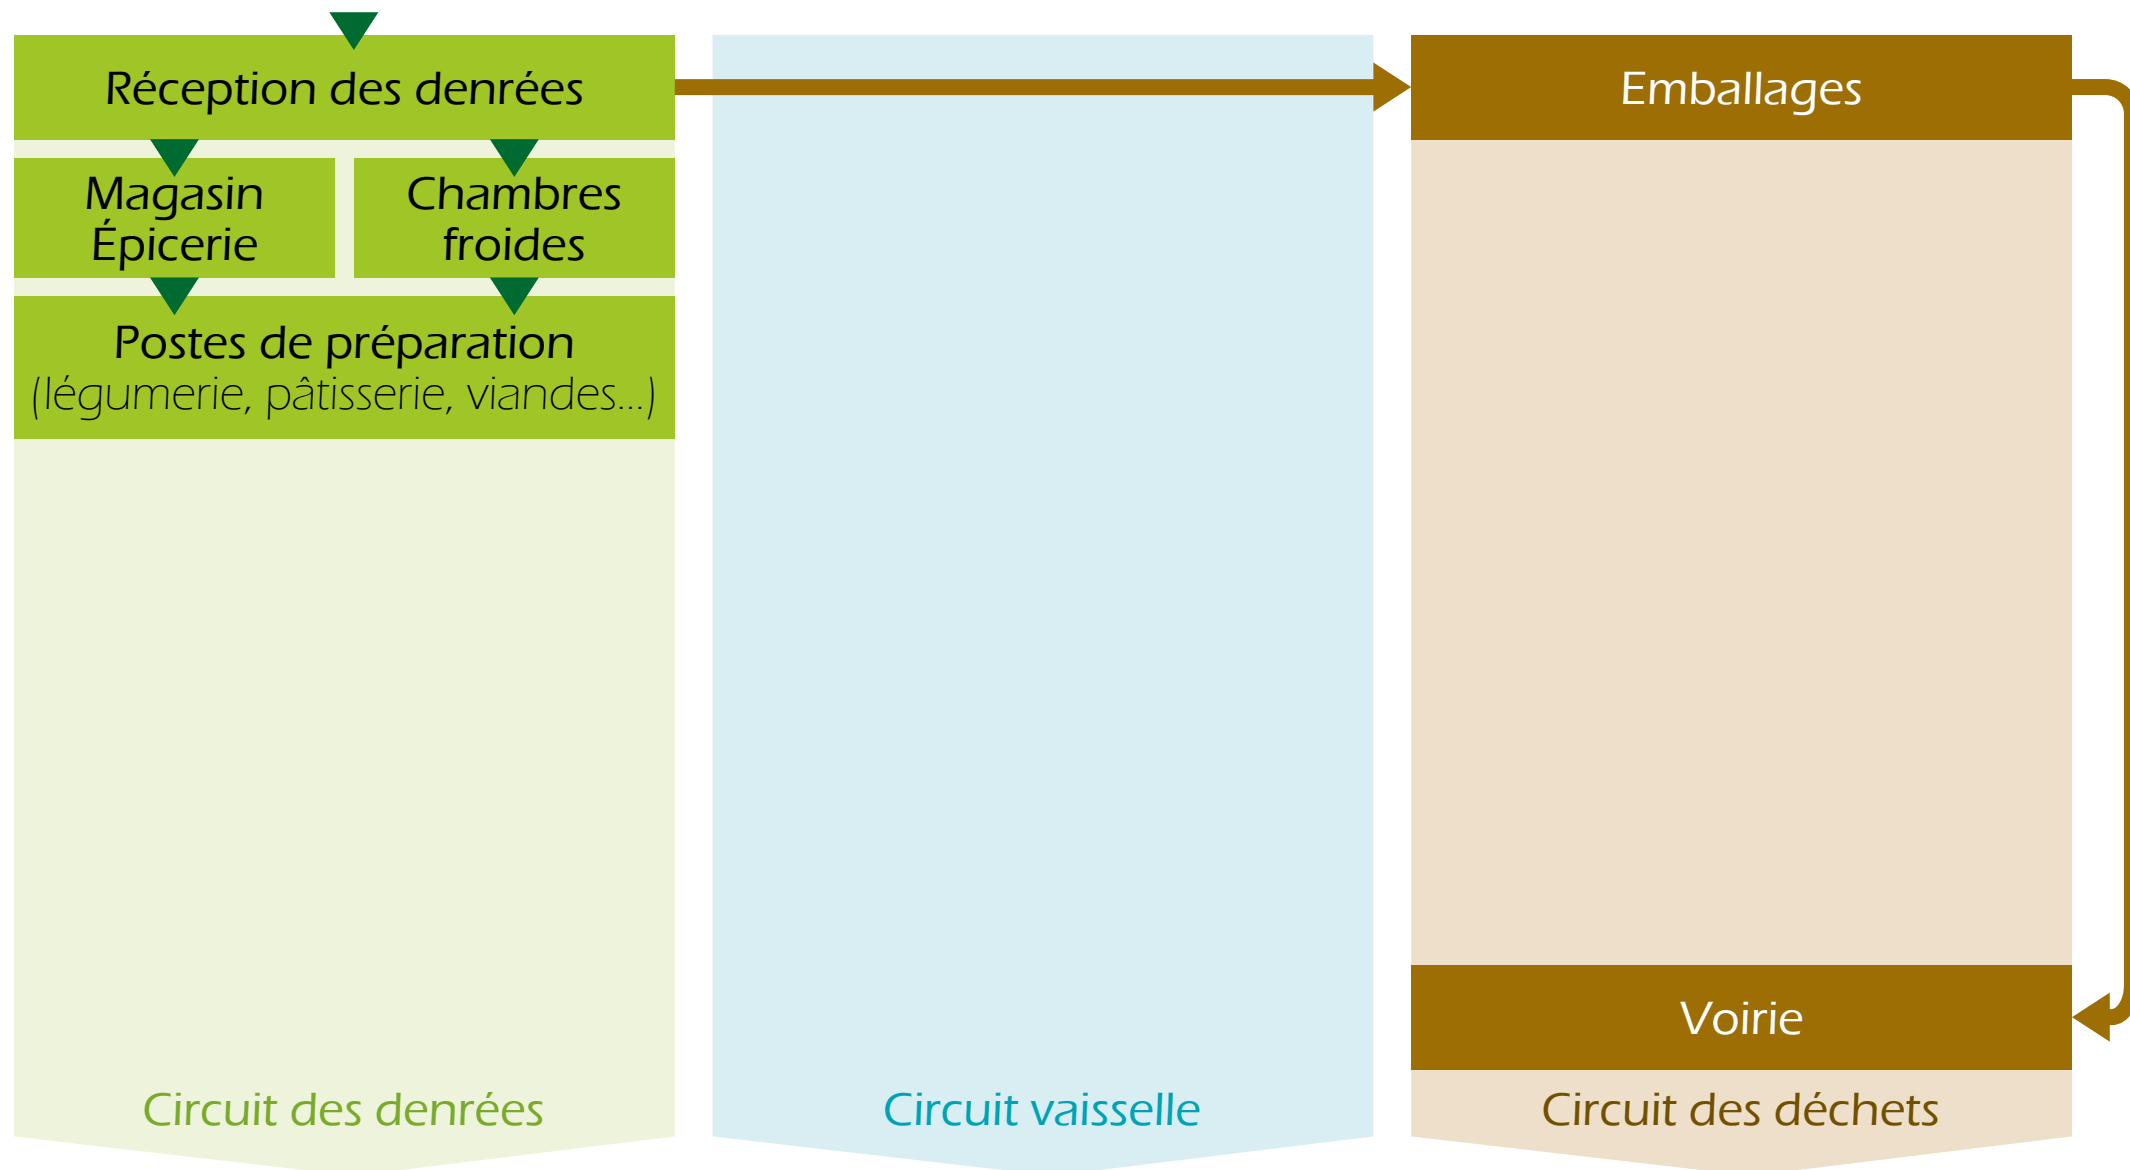 Réception des denrées
Emballages
Magasin
Épicerie
Chambres
froides
Postes de préparation
(légumerie, pâtisserie, viandes...)
Voirie
Circuit des denrées
Circuit vaisselle
Circuit des déchets